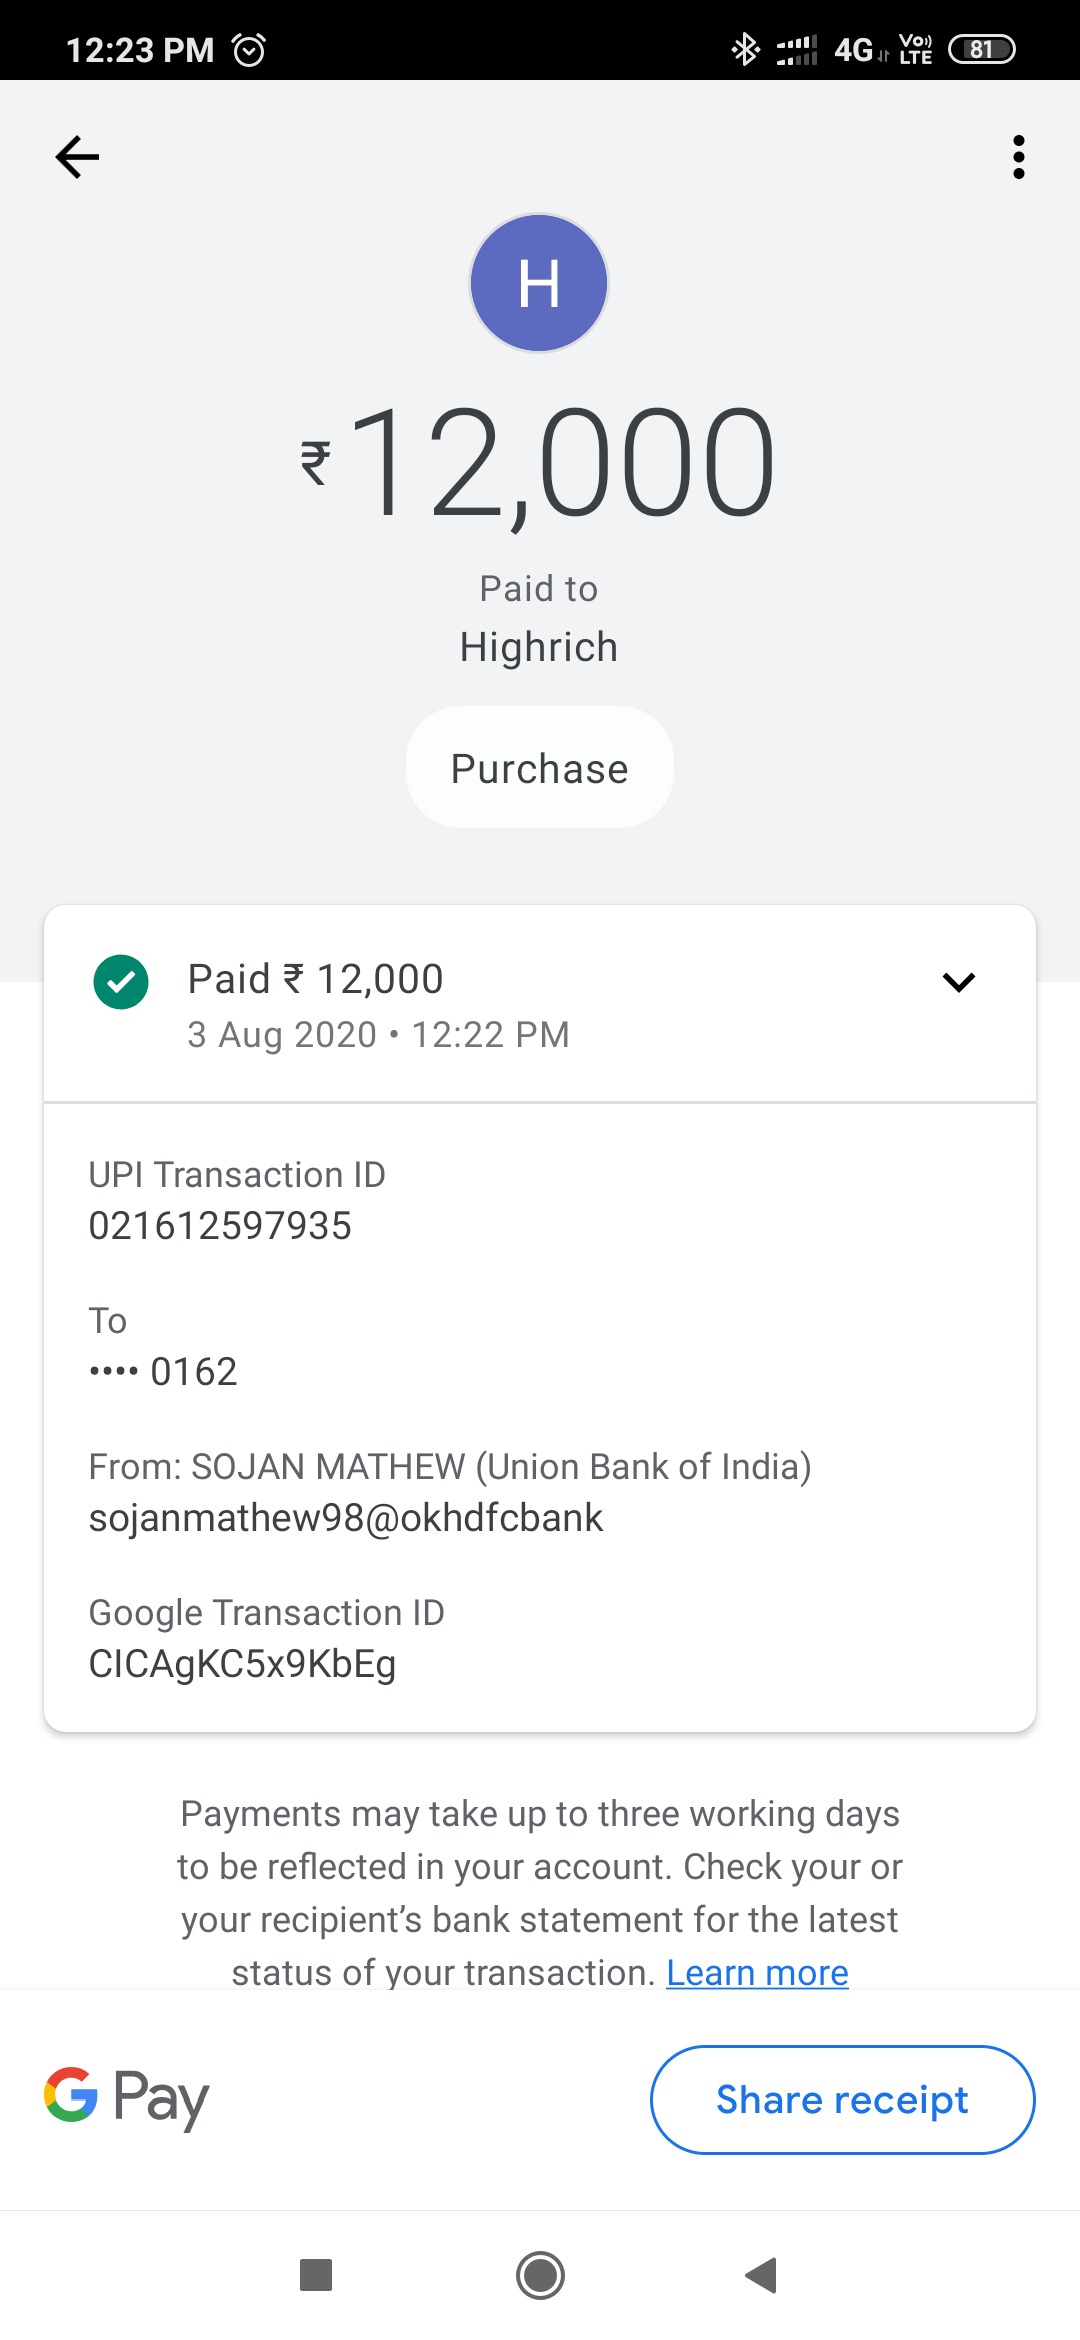 12:23 PM 4G Vo)) LTE 81
H
₹12,000
Paid to
Highrich
Purchase
Paid ₹ 12,000
3 Aug 2020 • 12:22 PM
UPI Transaction ID
021612597935
To
•••• 0162
From: SOJAN MATHEW (Union Bank of India)
sojanmathew98@okhdfcbank
Google Transaction ID
CICAgKC5x9KbEg
Payments may take up to three working days
to be reflected in your account. Check your or
your recipient’s bank statement for the latest
status of your transaction. Learn more
G Pay
Share receipt